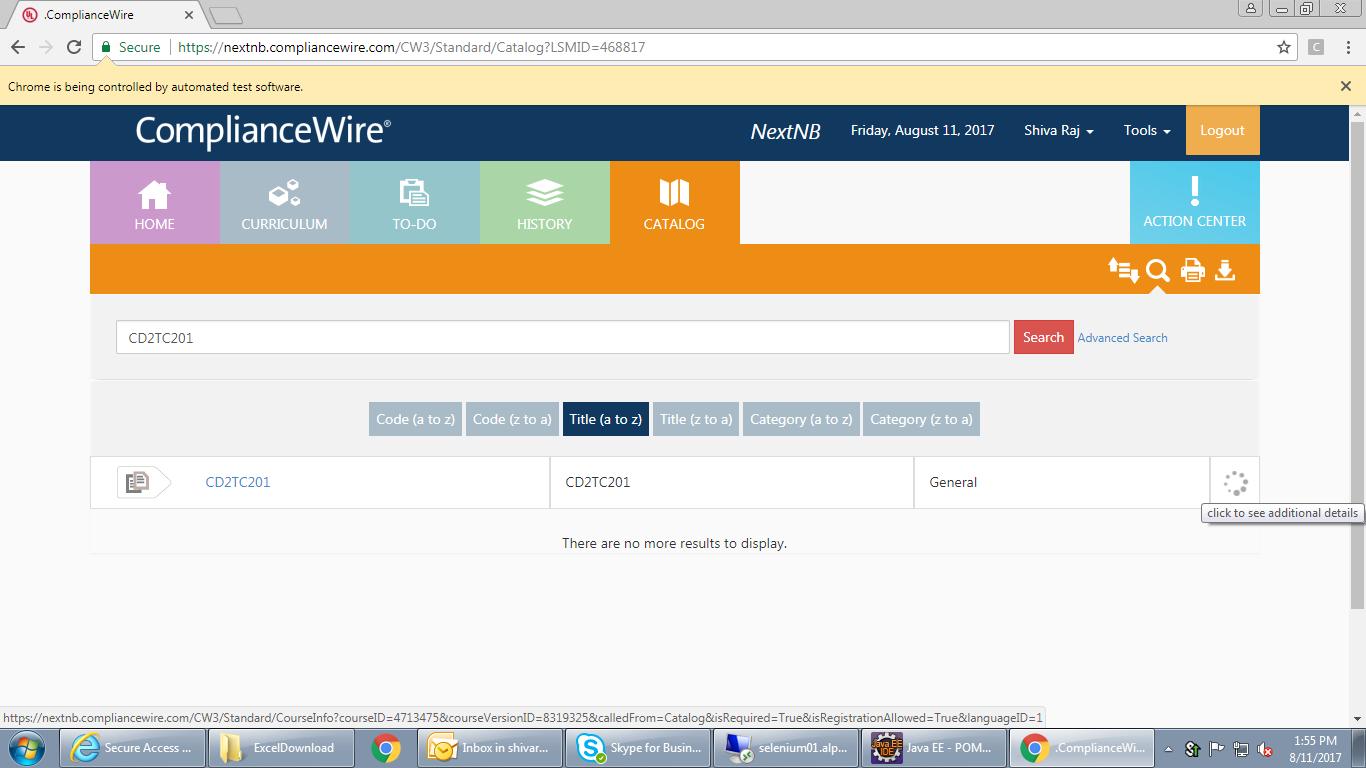 .ComplianceWire
Secure https://nextnb.compliancewire.com/CW3/Standard/Catalog?LSMID=468817
Chrome is being controlled by automated test software.
ComplianceWire® NextNB Friday, August 11, 2017 Shiva Raj Tools Logout
HOME CURRICULUM TO-DO HISTORY CATALOG ACTION CENTER
CD2TC201 Search Advanced Search
Code (a to z) Code (z to a) Title (a to z) Title (z to a) Category (a to z) Category (z to a)
CD2TC201 CD2TC201 General
click to see additional details
There are no more results to display.
https://nextnb.compliancewire.com/CW3/Standard/CourseInfo?courseID=4713475&courseVersionID=8319325&calledFrom=Catalog&isRequired=True&isRegistrationAllowed=True&languageID=1
Secure Access ... ExcelDownload Inbox in shivar... Skype for Busin... selenium01.alp... Java EE - POM... .ComplianceWi... 1:55 PM
8/11/2017